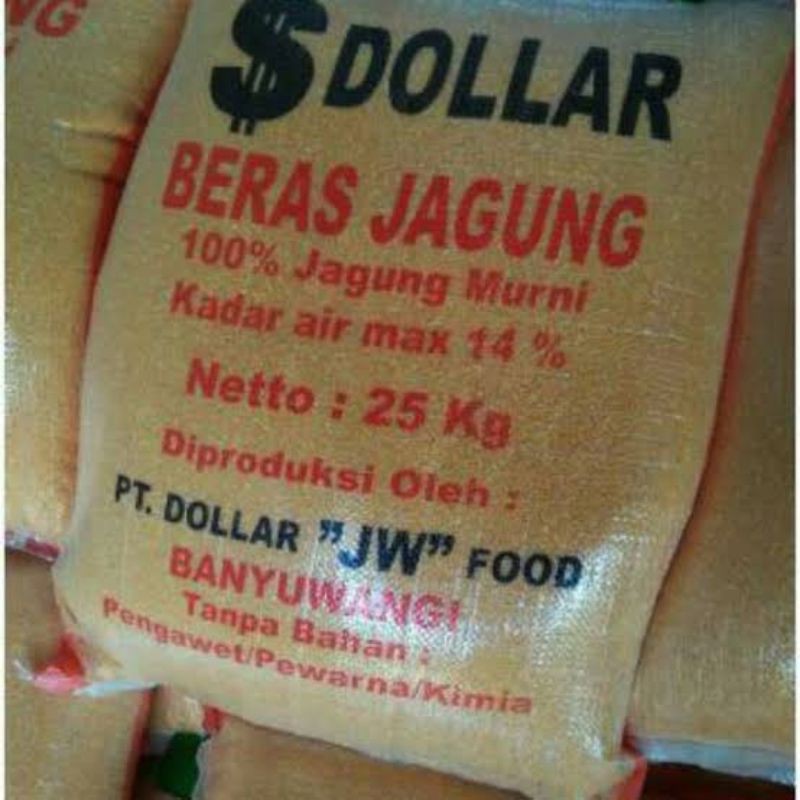 NG
$ DOLLAR
BERAS JAGUNG
100% Jagung Murni
Kadar air max 14 %
Netto : 25 Kg
Diproduksi Oleh :
PT. DOLLAR "JW" FOOD
BANYUWANGI
Tanpa Bahan :
Pengawet/Pewarna/Kimia